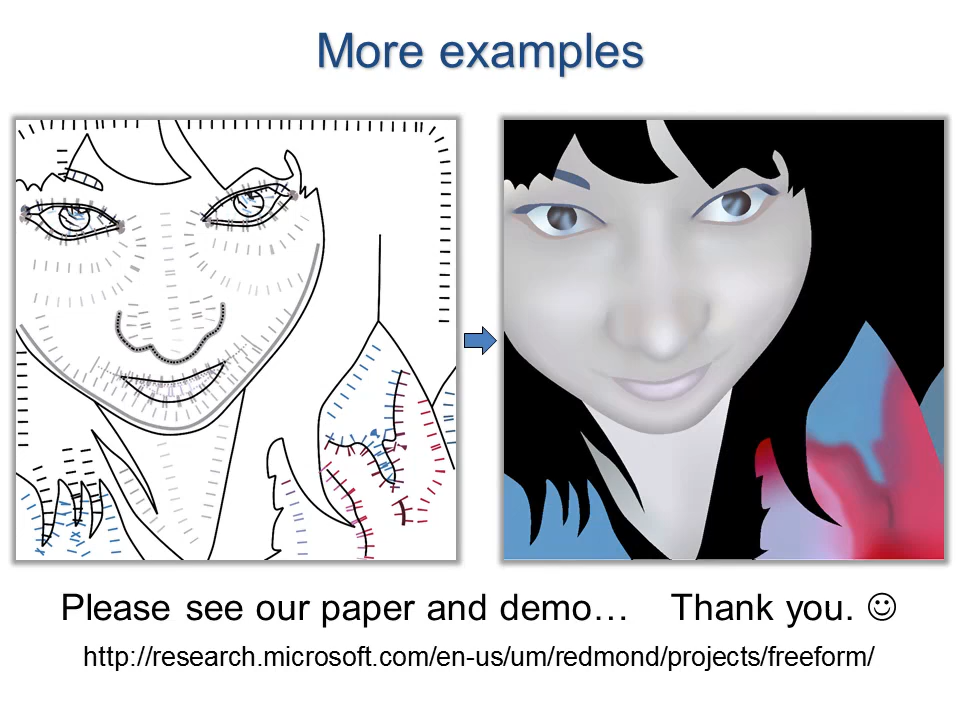 More examples
Please see our paper and demo… Thank you. ☺
http://research.microsoft.com/en-us/um/redmond/projects/freeform/